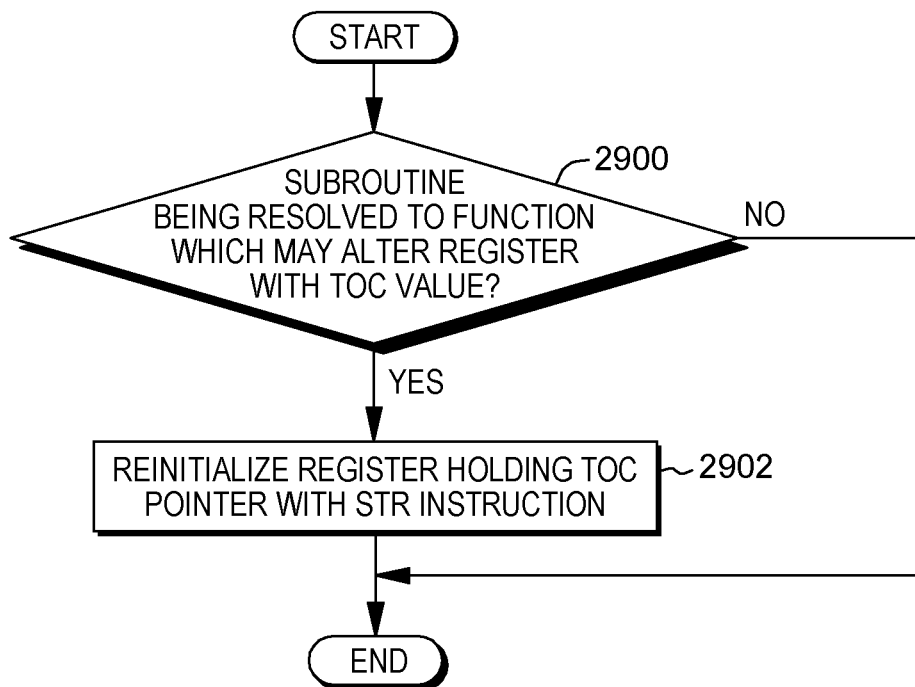 START
2900
SUBROUTINE
BEING RESOLVED TO FUNCTION
WHICH MAY ALTER REGISTER
WITH TOC VALUE?
NO
YES
REINITIALIZE REGISTER HOLDING TOC
POINTER WITH STR INSTRUCTION
2902
END